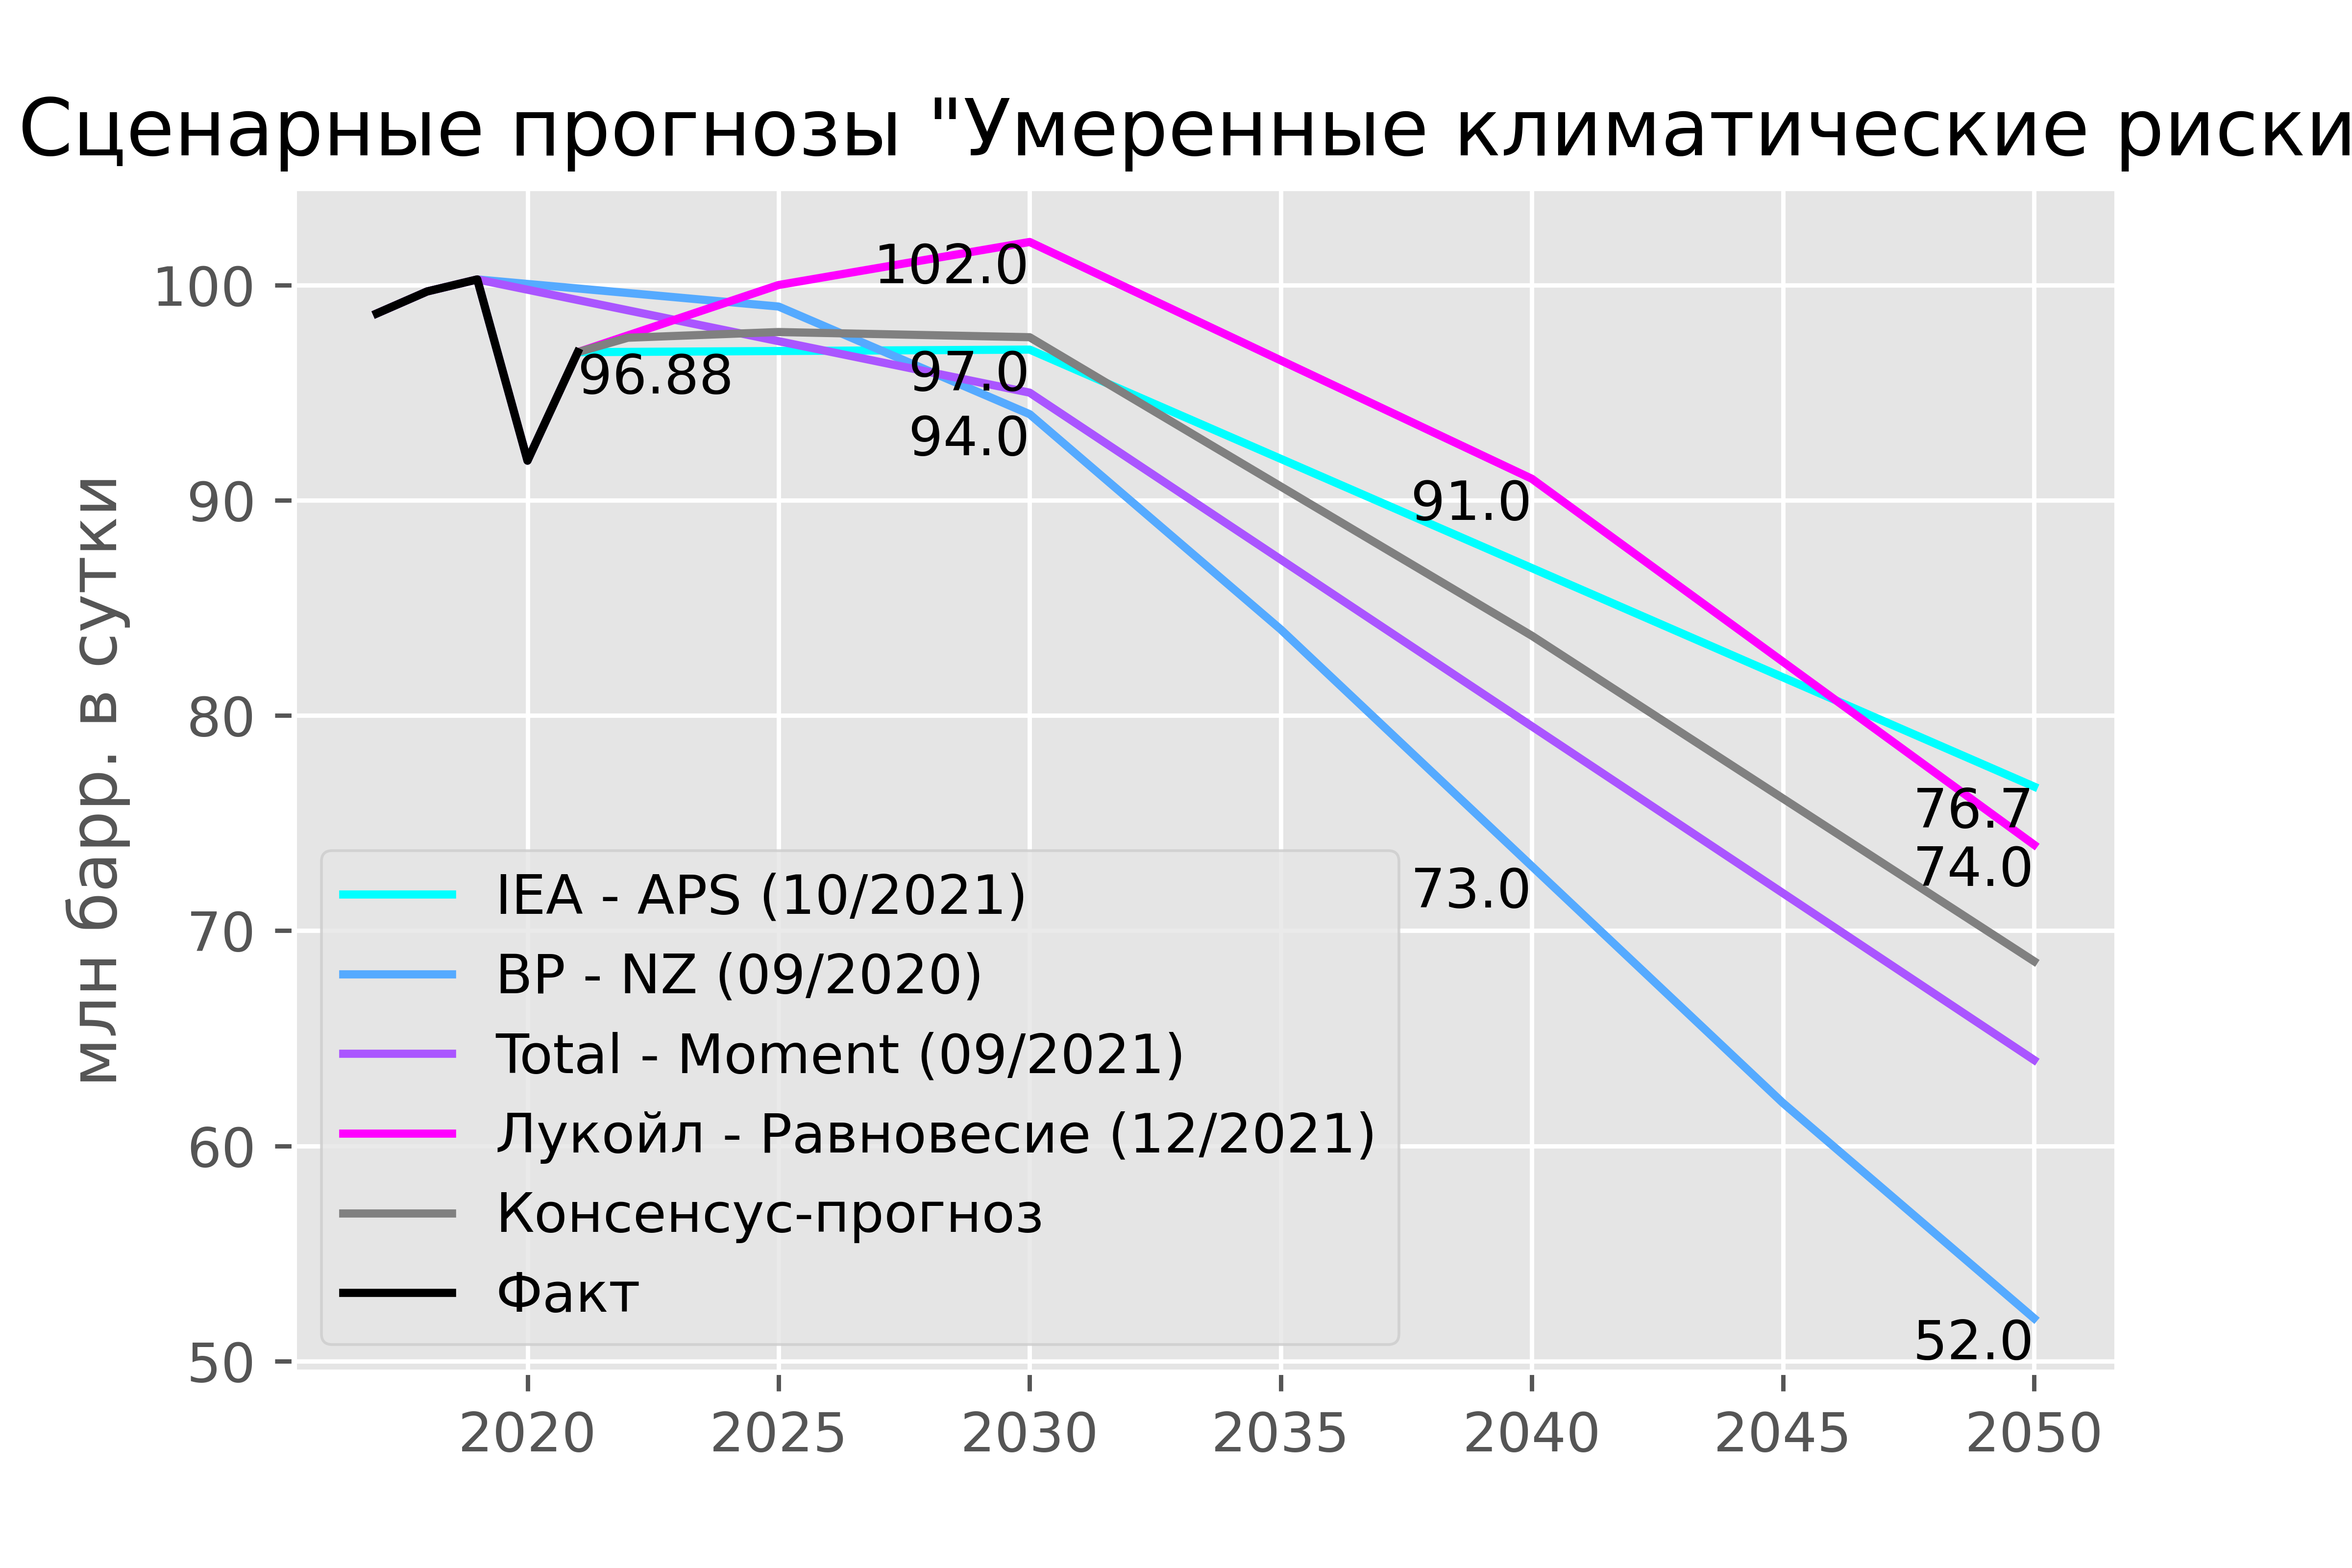 Сценарные прогнозы "Умеренные климатические риски
млн барр. в сутки
100
90
80
70
60
50
102.0
97.0
96.88
94.0
91.0
76.7
74.0
73.0
52.0
IEA - APS (10/2021)
BP - NZ (09/2020)
Total - Moment (09/2021)
Лукойл - Равновесие (12/2021)
Консенсус-прогноз
Факт
2020 2025 2030 2035 2040 2045 2050